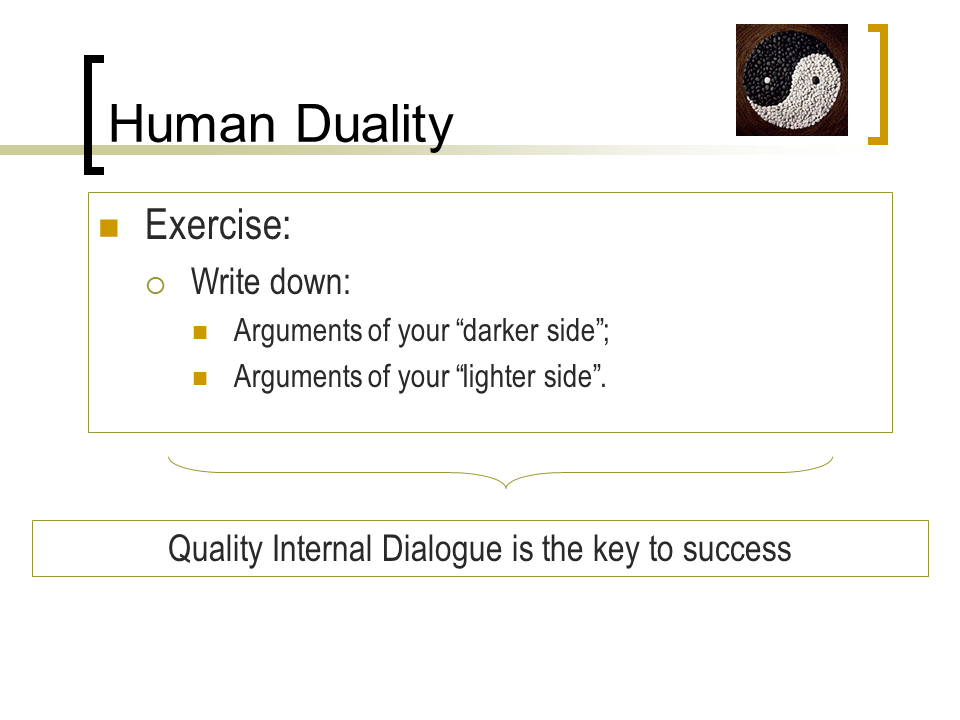 Human Duality
Exercise:
Write down:
Arguments of your “darker side”;
Arguments of your “lighter side”.
Quality Internal Dialogue is the key to success